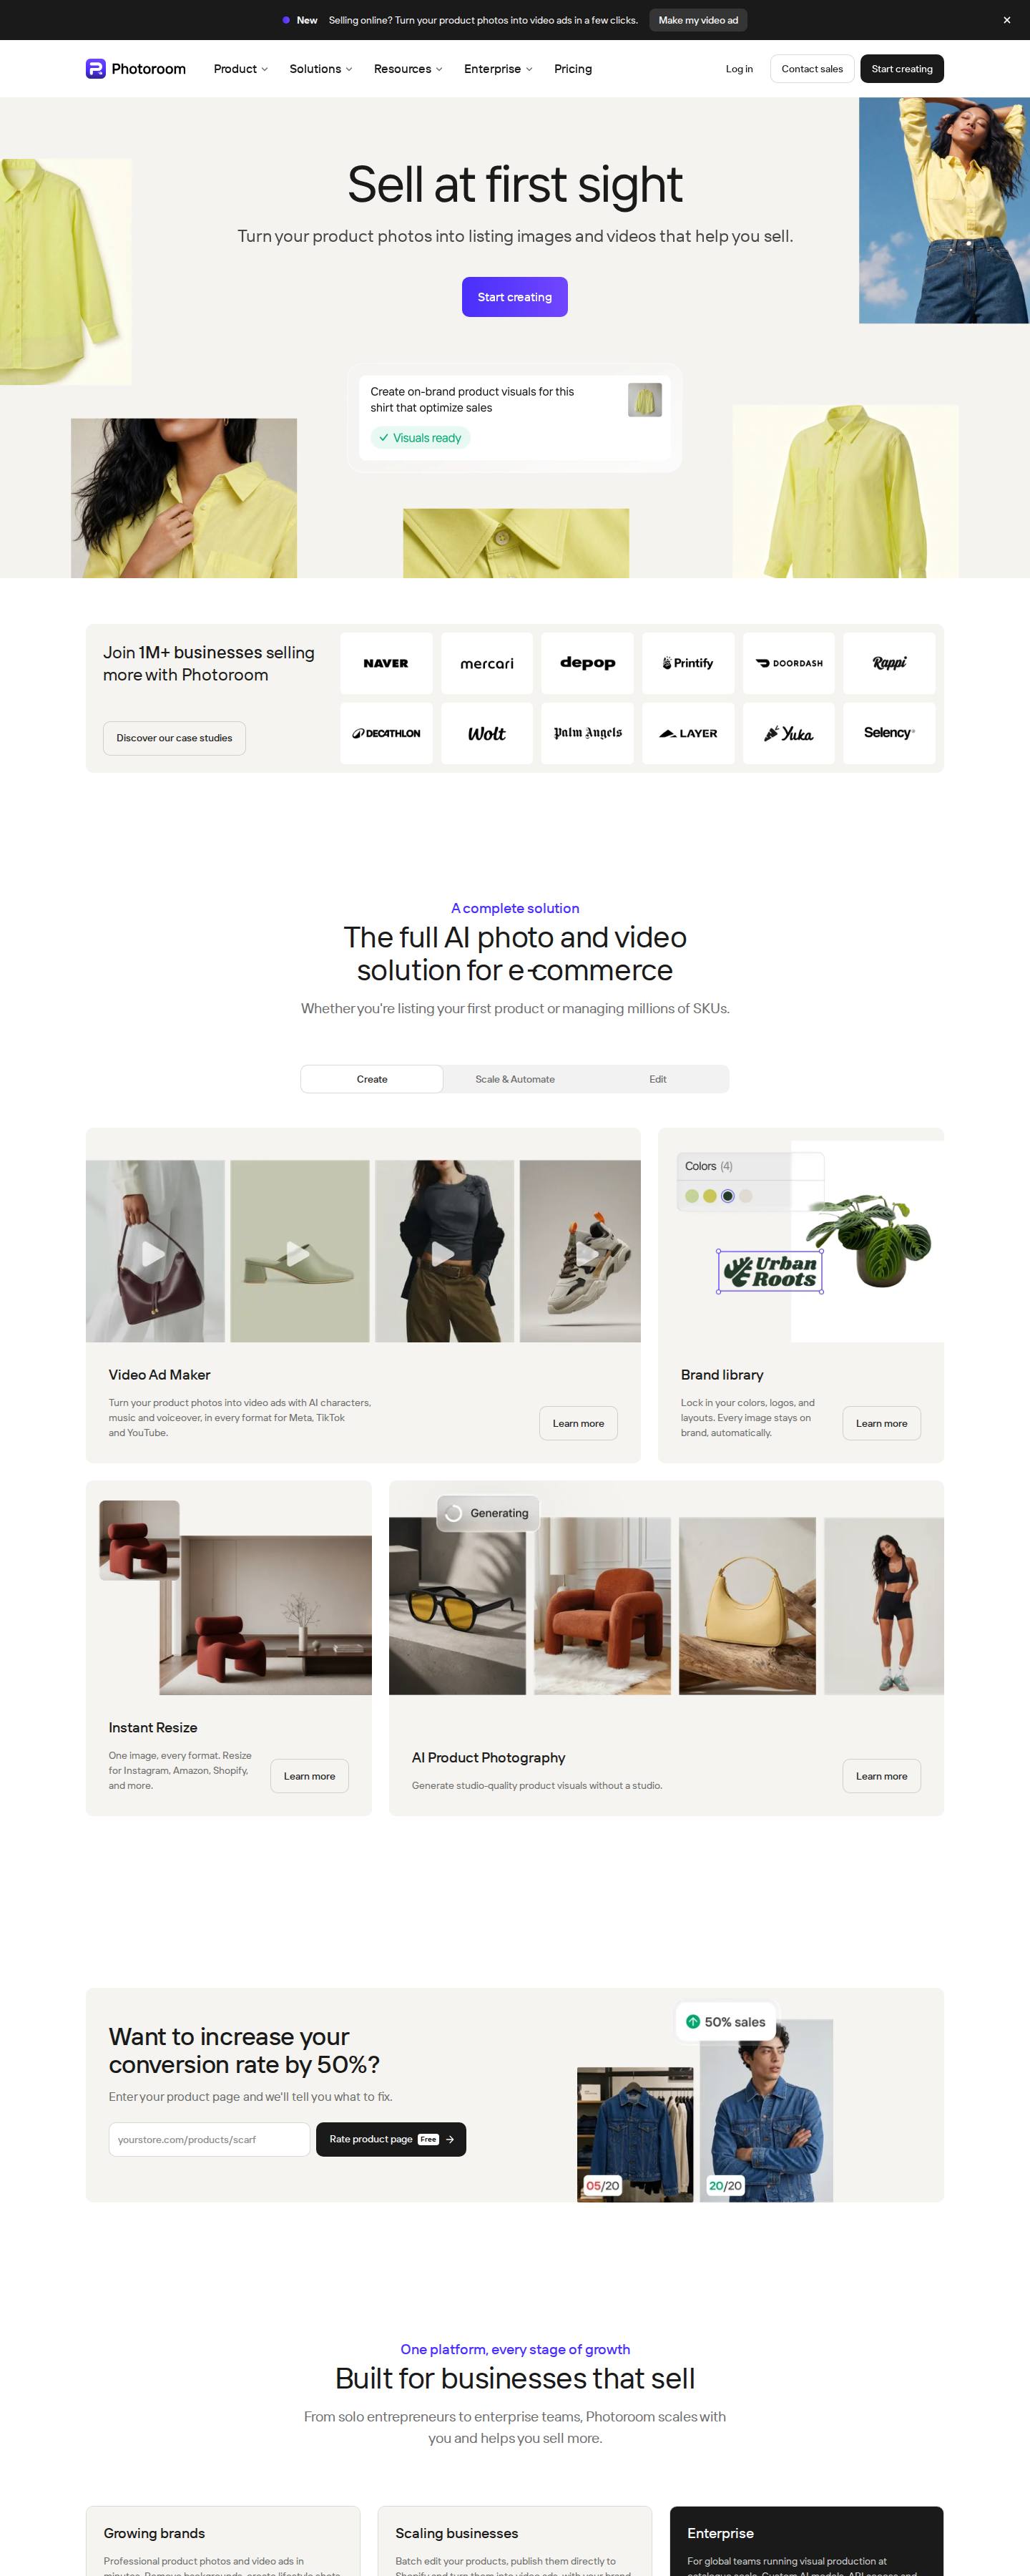 New Selling online? Turn your product photos into video ads in a few clicks. Make my video ad
Photoroom Product Solutions Resources Enterprise Pricing Log in Contact sales Start creating
Sell at first sight
Turn your product photos into listing images and videos that help you sell.
Start creating
Create on-brand product visuals for this
shirt that optimize sales
Visuals ready
Join 1M+ businesses selling
more with Photoroom
Discover our case studies
NAVER mercari depop Printify DOORDASH Rappi
DECATHLON Wolt Palm Angels LAYER Yuka Selency
A complete solution
The full AI photo and video
solution for e-commerce
Whether you're listing your first product or managing millions of SKUs.
Create Scale & Automate Edit
Colors (4)
Urban
Roots
Video Ad Maker
Turn your product photos into video ads with AI characters,
music and voiceover, in every format for Meta, TikTok
and YouTube.
Learn more
Brand library
Lock in your colors, logos, and
layouts. Every image stays on
brand, automatically.
Learn more
Instant Resize
One image, every format. Resize
for Instagram, Amazon, Shopify,
and more.
Learn more
Generating
AI Product Photography
Generate studio-quality product visuals without a studio.
Learn more
Want to increase your
conversion rate by 50%?
Enter your product page and we'll tell you what to fix.
yourstore.com/products/scarf
Rate product page Free
50% sales
05/20
20/20
One platform, every stage of growth
Built for businesses that sell
From solo entrepreneurs to enterprise teams, Photoroom scales with
you and helps you sell more.
Growing brands
Professional product photos and video ads in
Scaling businesses
Batch edit your products, publish them directly to
Enterprise
For global teams running visual production at